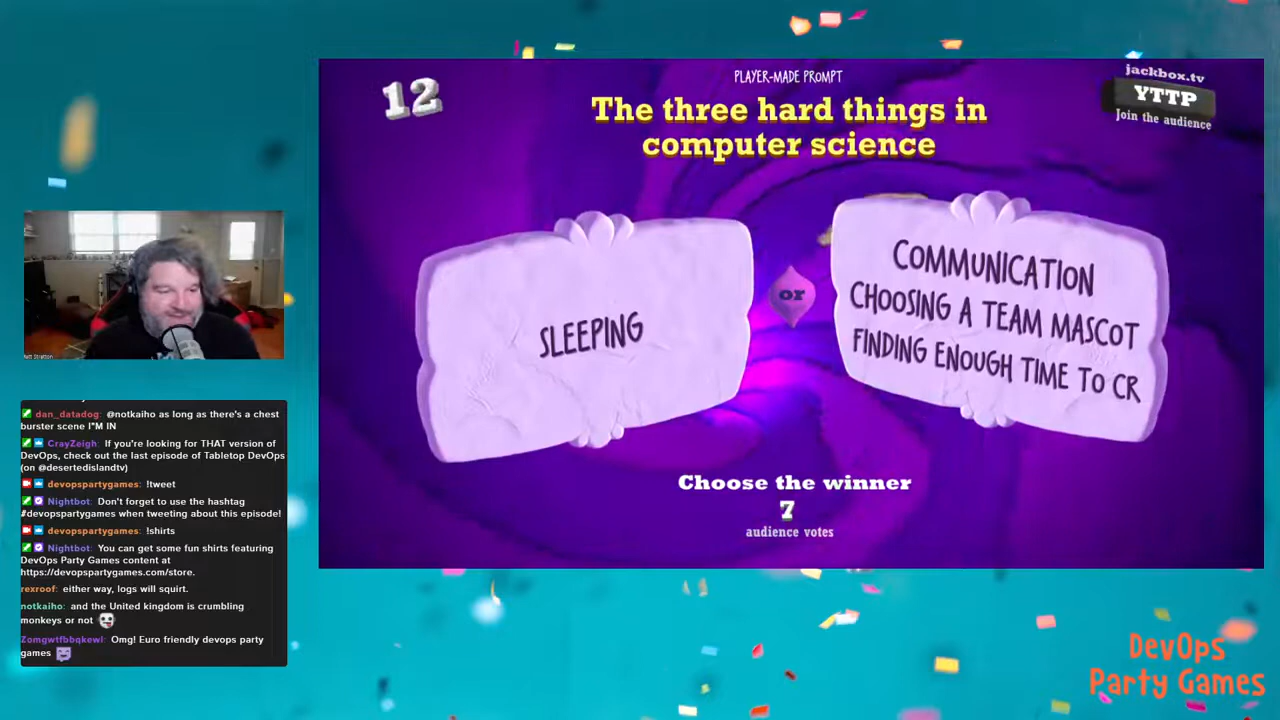 12
PLAYER-MADE PROMPT
The three hard things in
computer science
jackbox.tv
YTTP
Join the audience
SLEEPING
or
COMMUNICATION
CHOOSING A TEAM MASCOT
FINDING ENOUGH TIME TO CR
Choose the winner
7
audience votes
Matt Stratton
dan_datadog: @notkaiho as long as there's a chest
burster scene I"M IN
CrayZeigh: If you're looking for THAT version of
DevOps, check out the last episode of Tabletop DevOps
(on @desertedislandtv)
devopspartygames: !tweet
Nightbot: Don't forget to use the hashtag
#devopspartygames when tweeting about this episode!
devopspartygames: !shirts
Nightbot: You can get some fun shirts featuring
DevOps Party Games content at
https://devopspartygames.com/store.
rexroof: either way, logs will squirt.
notkaiho: and the United kingdom is crumbling
monkeys or not
Zomgwtfbbqkewl: Omg! Euro friendly devops party
games
DevOps
Party Games